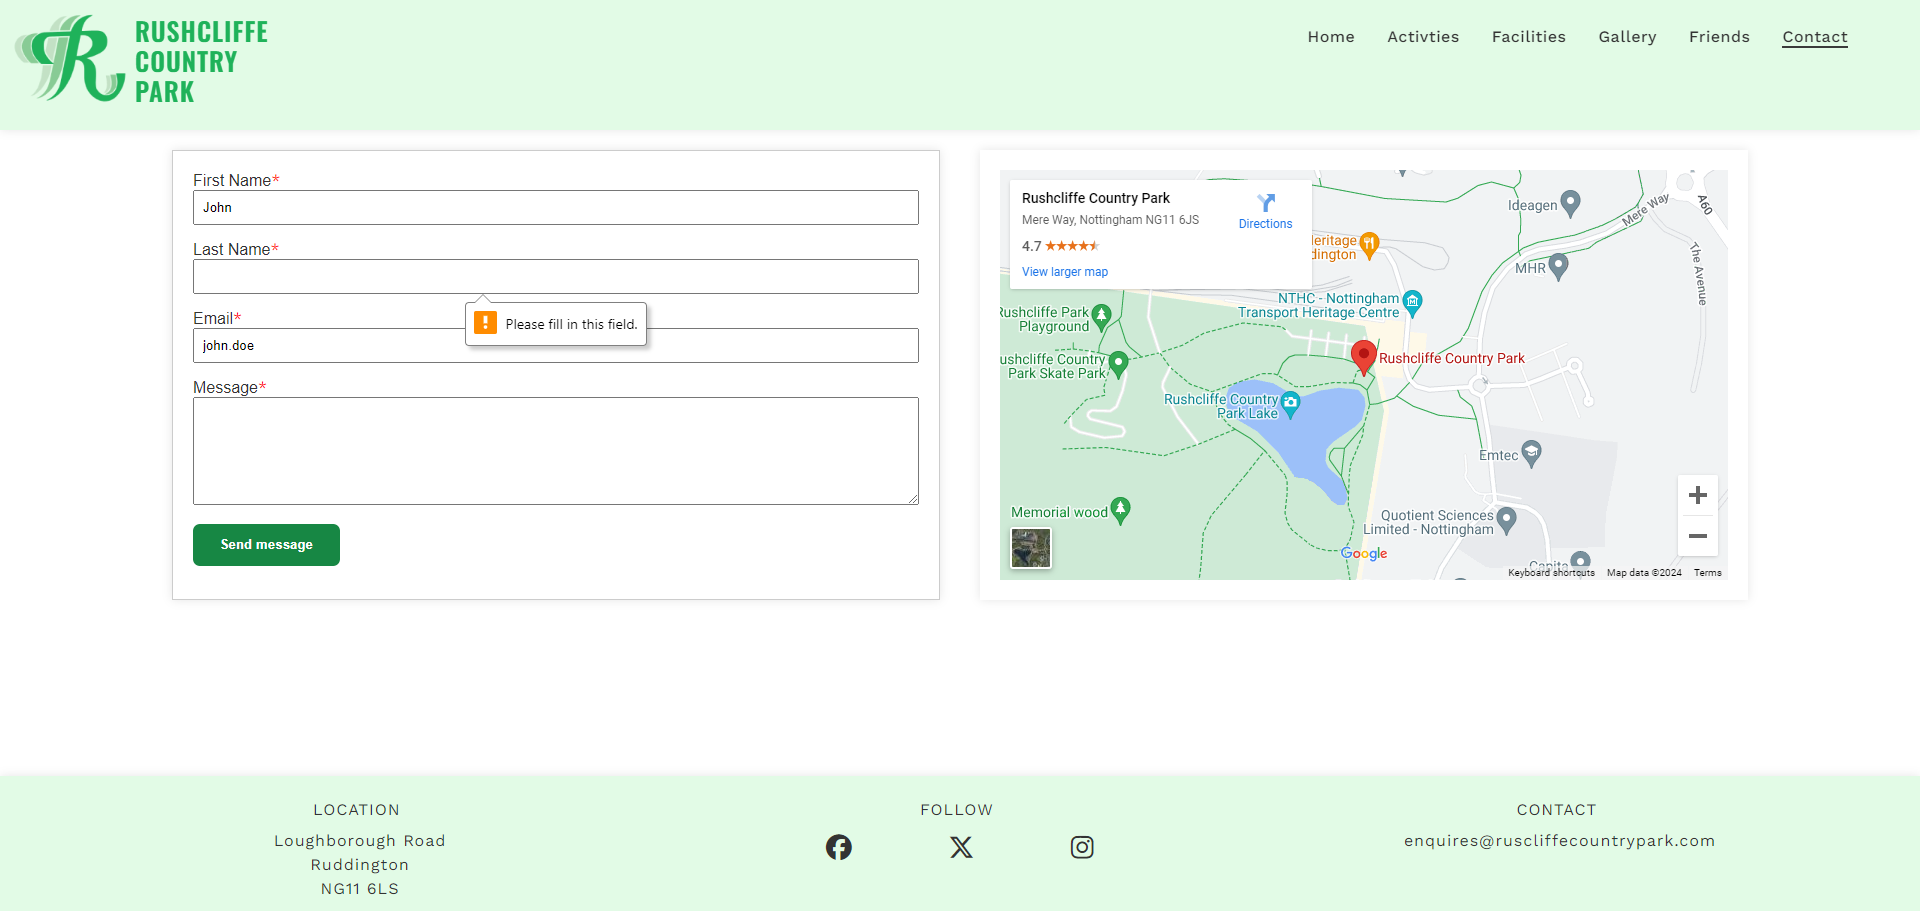 RUSHCLIFFE
COUNTRY
PARK
Home Activties Facilities Gallery Friends Contact
First Name*
John
Last Name*
Please fill in this field.
Email*
john.doe
Message*
Send message
Rushcliffe Country Park
Mere Way, Nottingham NG11 6JS
4.7
View larger map
Directions
Ideagen
Mere Way
A60
The Avenue
eritage
dington
MHR
NTHC - Nottingham
Transport Heritage Centre
Rushcliffe Park
Playground
ushcliffe Country
Park Skate Park
Rushcliffe Country Park
Rushcliffe Country
Park Lake
Emtec
Memorial wood
Quotient Sciences
Limited - Nottingham
Google
Capita
Keyboard shortcuts Map data ©2024 Terms
LOCATION
Loughborough Road
Ruddington
NG11 6LS
FOLLOW
CONTACT
enquires@ruscliffecountrypark.com